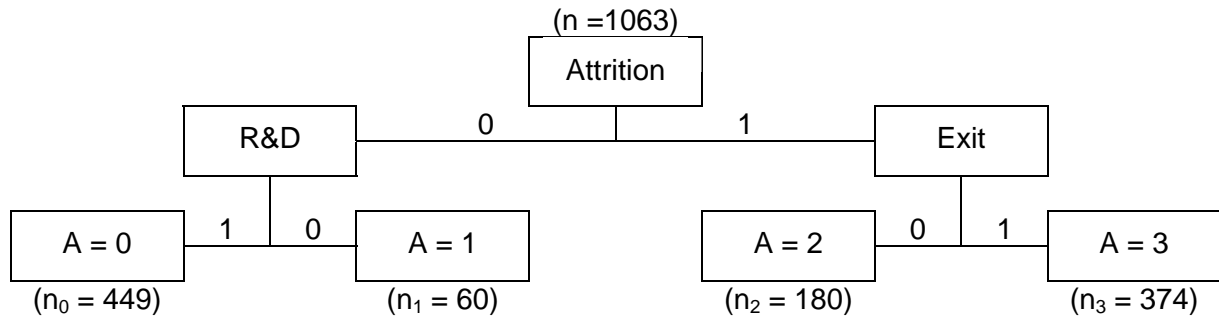 (n =1063)
Attrition
0 1
R&D Exit
1 0 0 1
A = 0 A = 1 A = 2 A = 3
(n₀ = 449) (n₁ = 60) (n₂ = 180) (n₃ = 374)